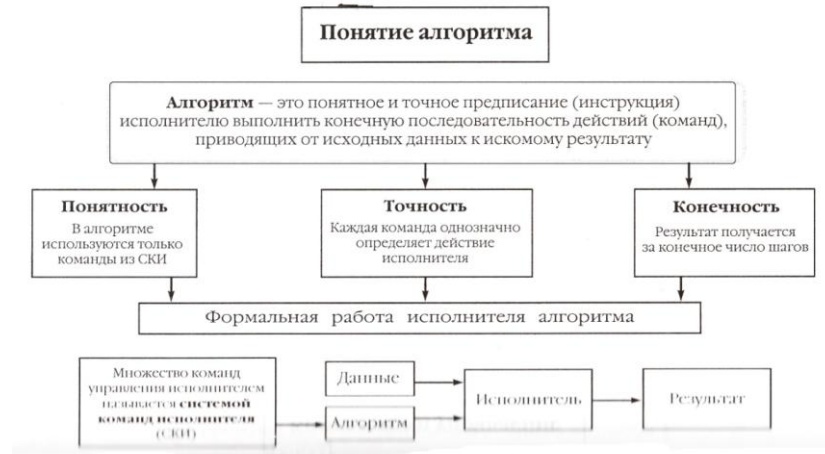 Понятие алгоритма
Алгоритм — это понятное и точное предписание (инструкция)
исполнителю выполнить конечную последовательность действий (команд),
приводящих от исходных данных к искомому результату
Понятность
В алгоритме
используются только
команды из СКИ
Точность
Каждая команда однозначно
определяет действие
исполнителя
Конечность
Результат получается
за конечное число шагов
Формальная работа исполнителя алгоритма
Множество команд
управления исполнителем
называется системой
команд исполнителя
(СКИ)
Данные
Алгоритм
Исполнитель
Результат